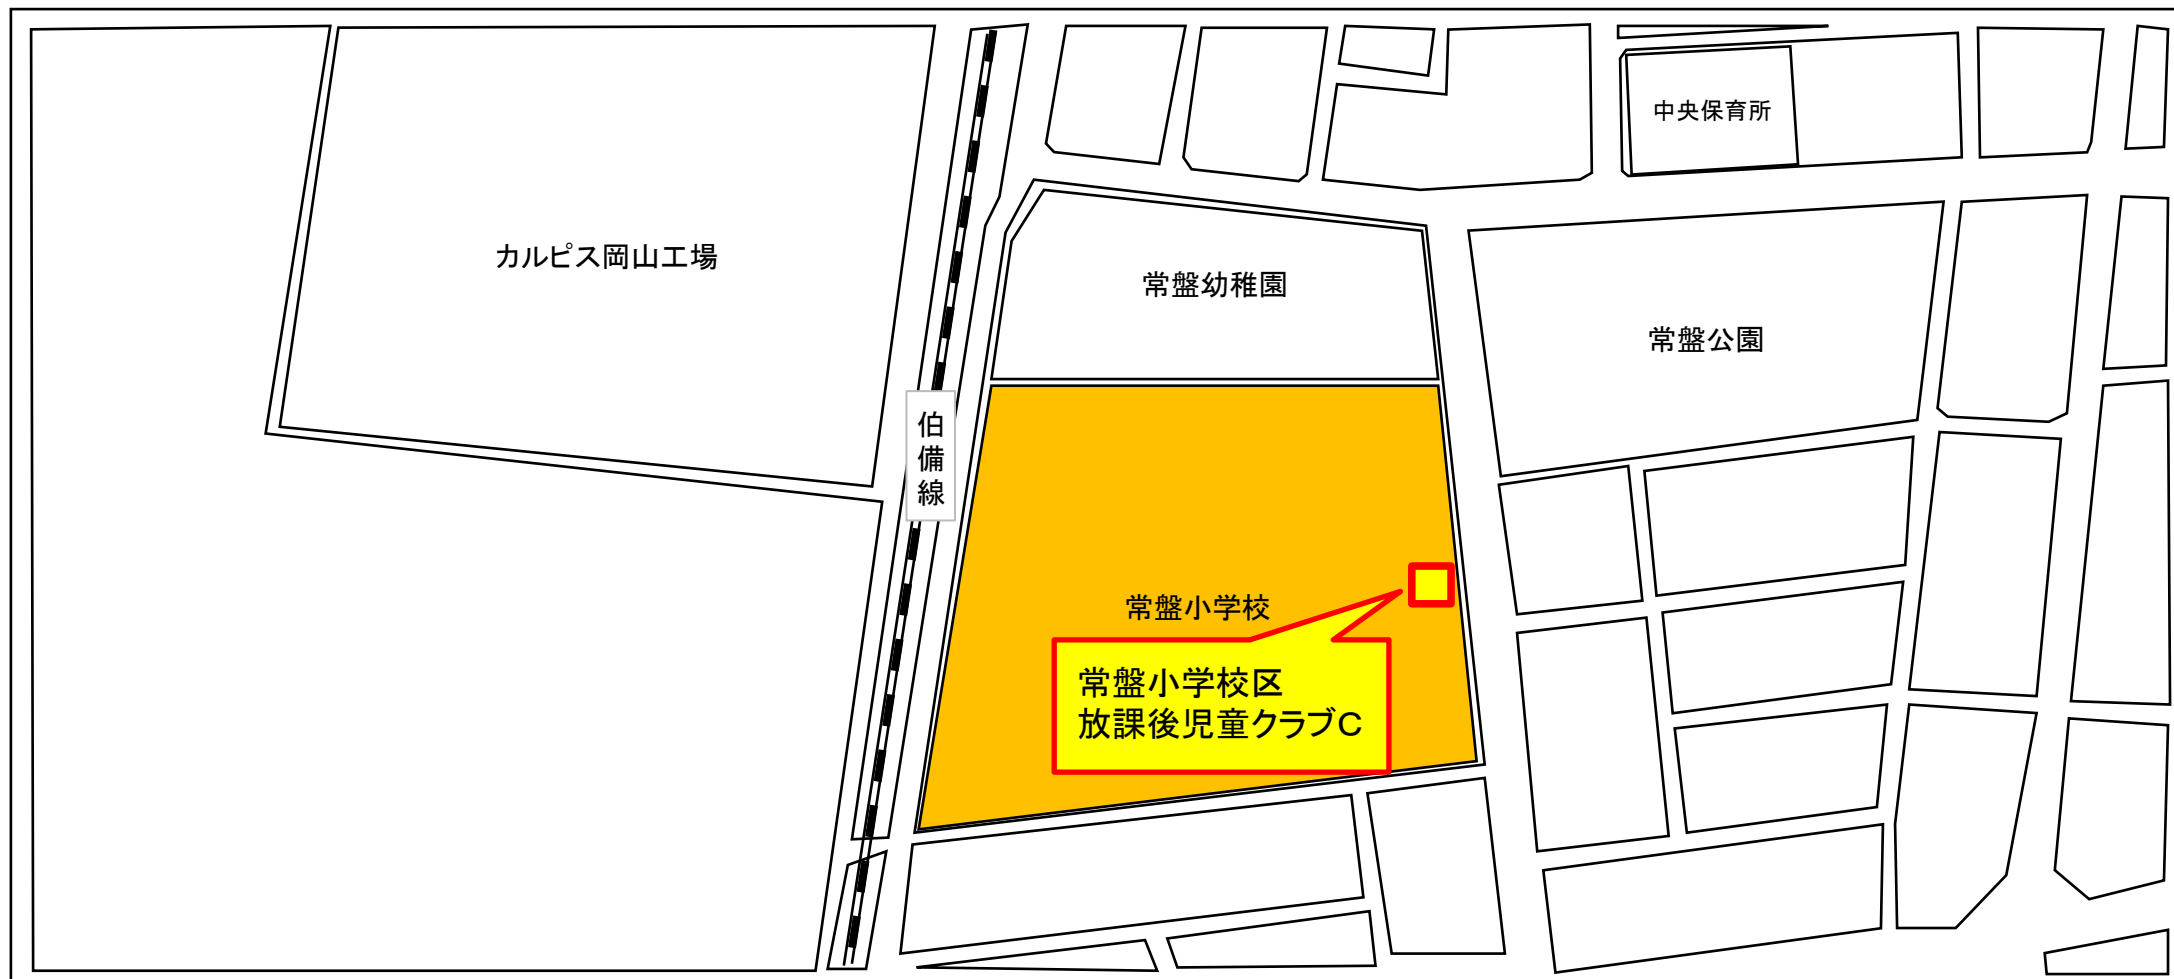 中央保育所
カルピス岡山工場
常盤幼稚園
常盤公園
伯備線
常盤小学校
常盤小学校区
放課後児童クラブC